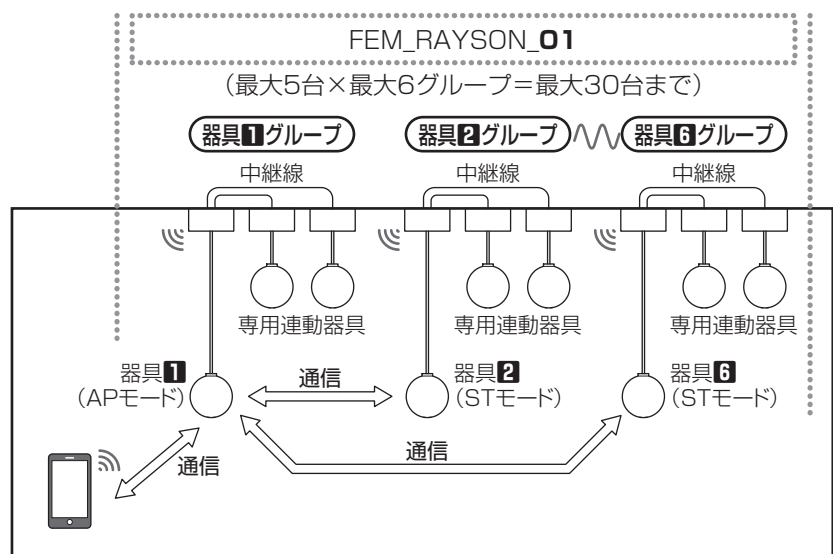 FEM_RAYSON_01
(最大5台×最大6グループ=最大30台まで)
器具1グループ
器具2グループ
器具6グループ
中継線
中継線
中継線
専用連動器具
専用連動器具
専用連動器具
器具1
(APモード)
通信
器具2
(STモード)
器具6
(STモード)
通信
通信